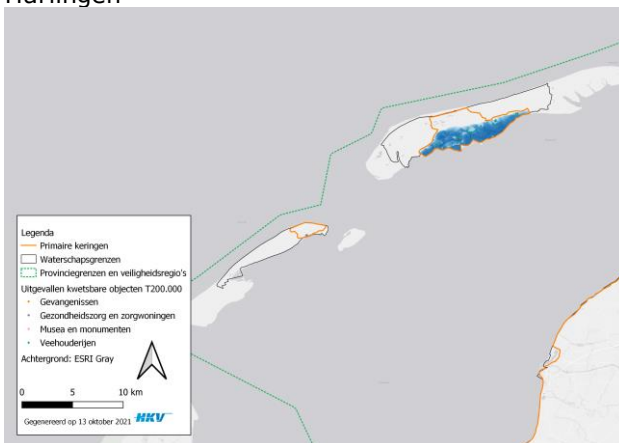 Harlingen
Legenda
Primaire keringen
Waterschapsgrenzen
Provinciegrenzen en veiligheidsregio's
Uitgevallen kwetsbare objecten T200.000
Gevangenissen
Gezondheidszorg en zorgwoningen
Musea en monumenten
Veehouderijen
Achtergrond: ESRI Gray
0 5 10 km
Gegenereerd op 13 oktober 2021 HKV